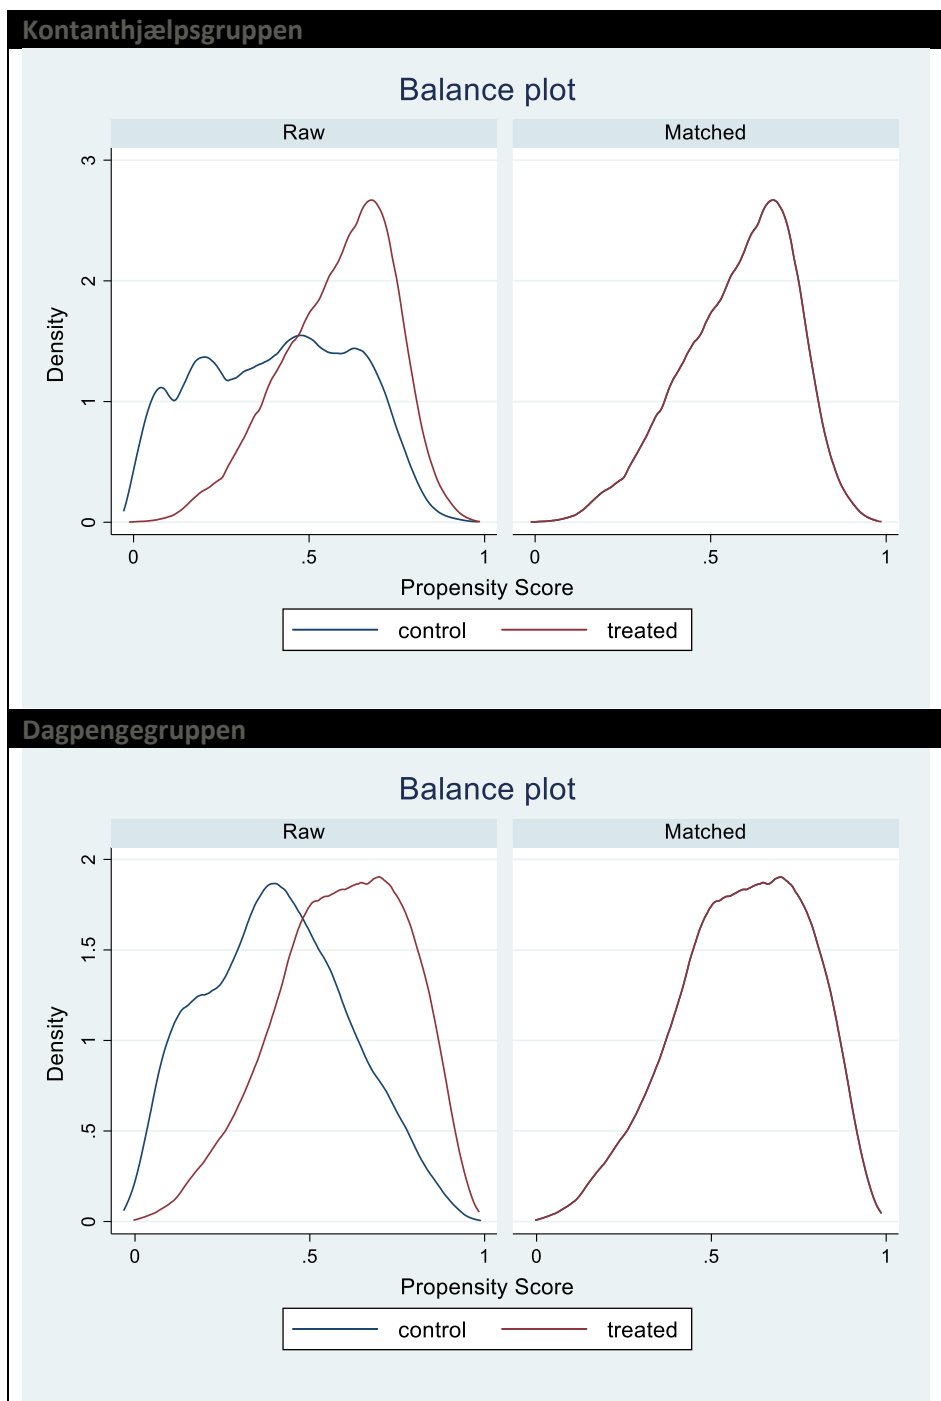 Kontanthjælpsgruppen
Balance plot
Raw Matched
3
2
1
0
Density
0 .5 1 0 .5 1
Propensity Score
control treated
Dagpengegruppen
Balance plot
Raw Matched
2
1.5
1
.5
0
Density
0 .5 1 0 .5 1
Propensity Score
control treated